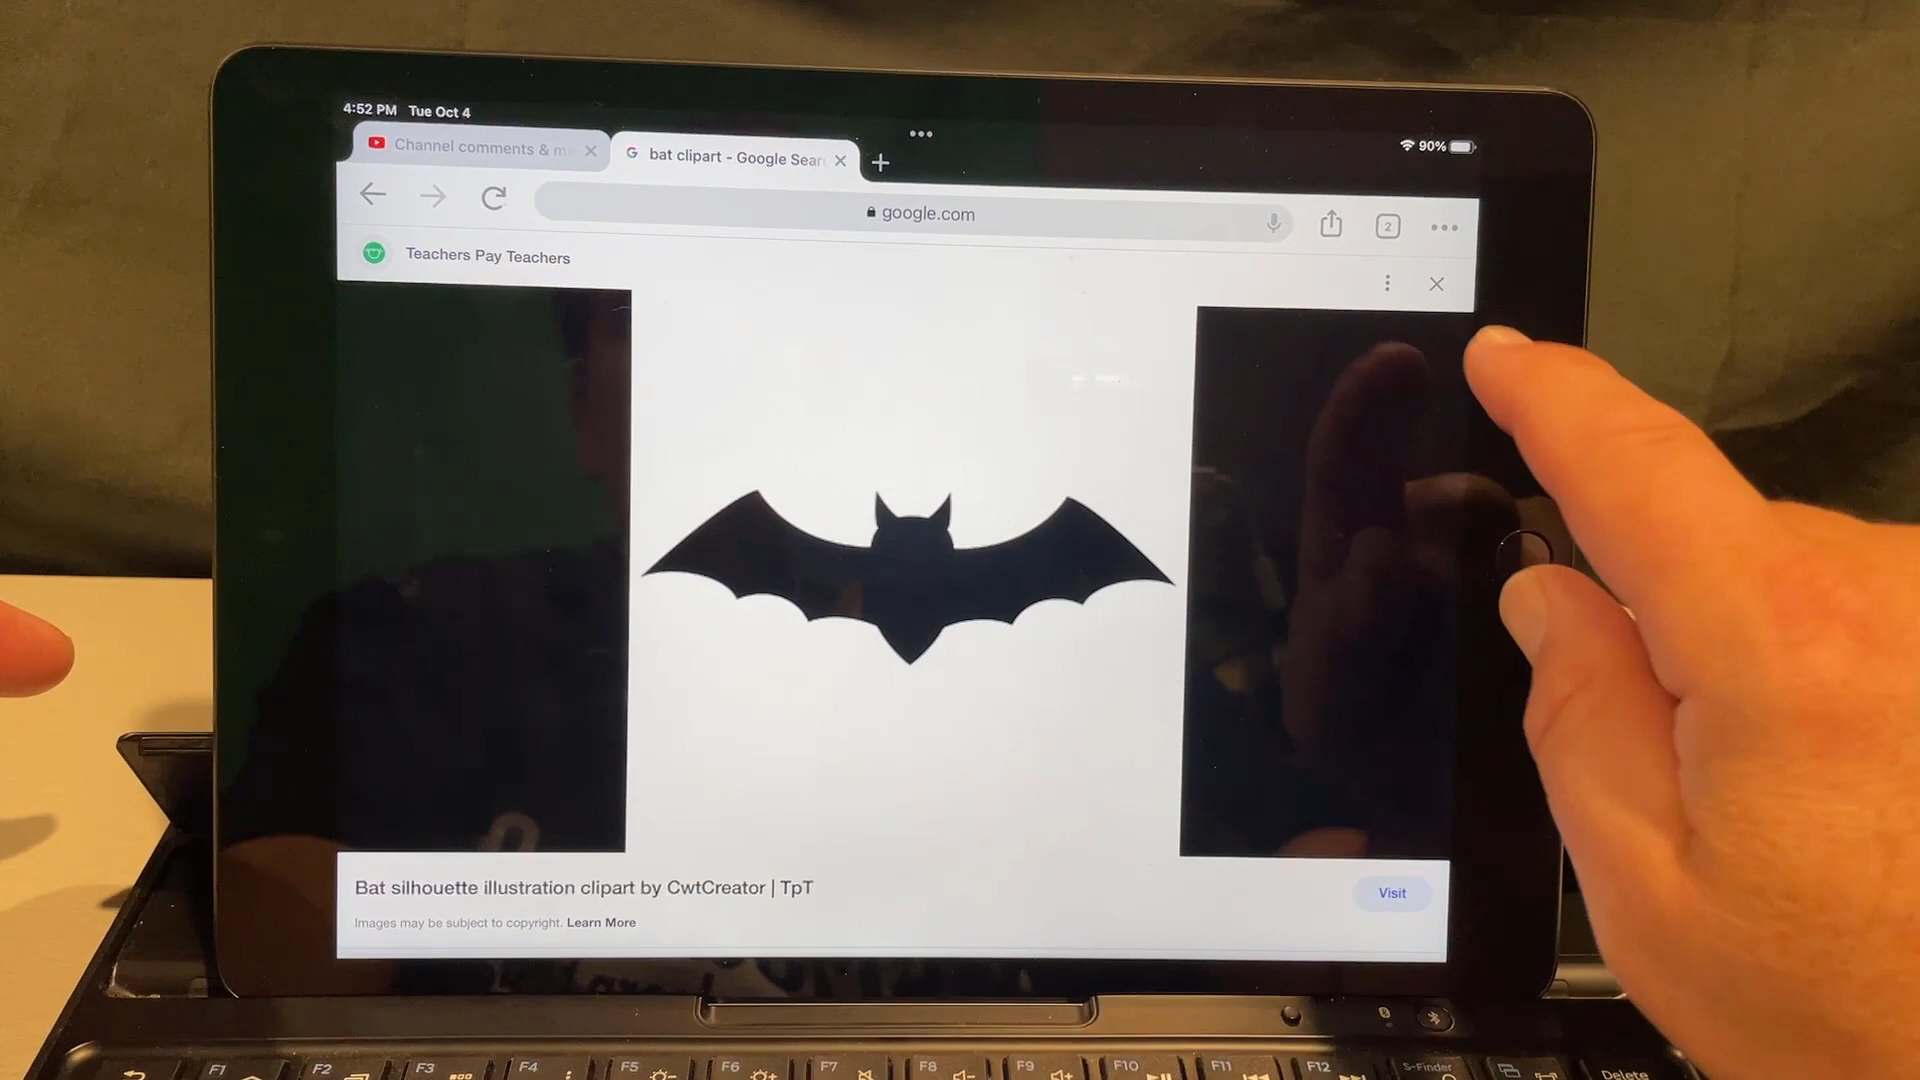 4:52 PM Tue Oct 4
90%
Channel comments & me
bat clipart - Google Sear
google.com
2
Teachers Pay Teachers
Bat silhouette illustration clipart by CwtCreator | TpT
Visit
Images may be subject to copyright. Learn More
F1 F2 F3 F4 F5 F6 F7 F8 F9 F10 F11 F12 S-Finder Delete